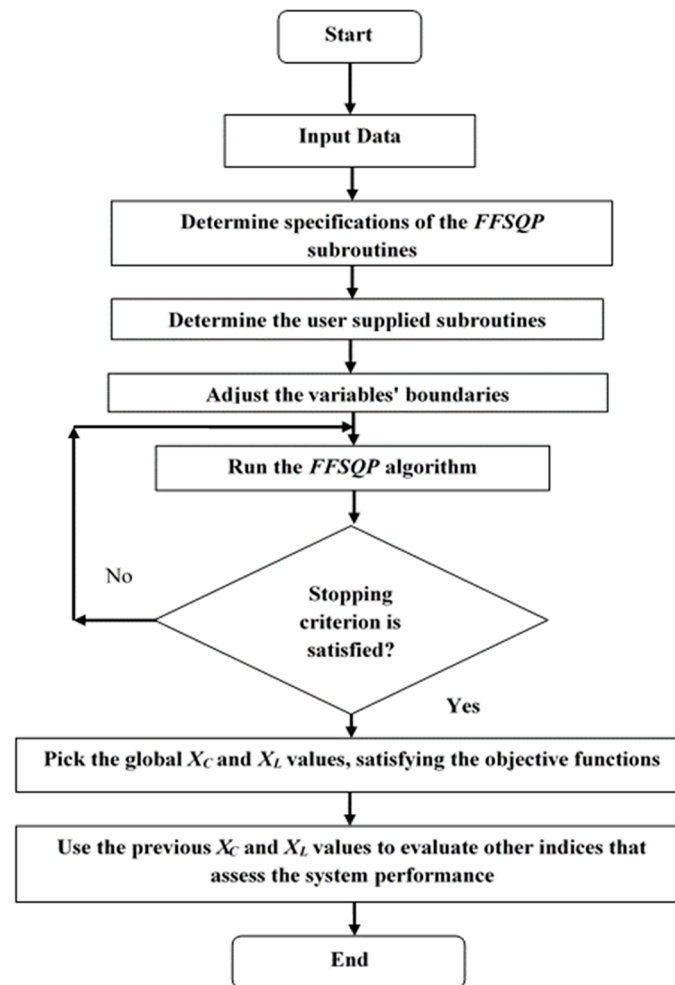 Start
Input Data
Determine specifications of the FFSQP
subroutines
Determine the user supplied subroutines
Adjust the variables' boundaries
Run the FFSQP algorithm
No
Stopping
criterion is
satisfied?
Yes
Pick the global XC and XL values, satisfying the objective functions
Use the previous XC and XL values to evaluate other indices that
assess the system performance
End